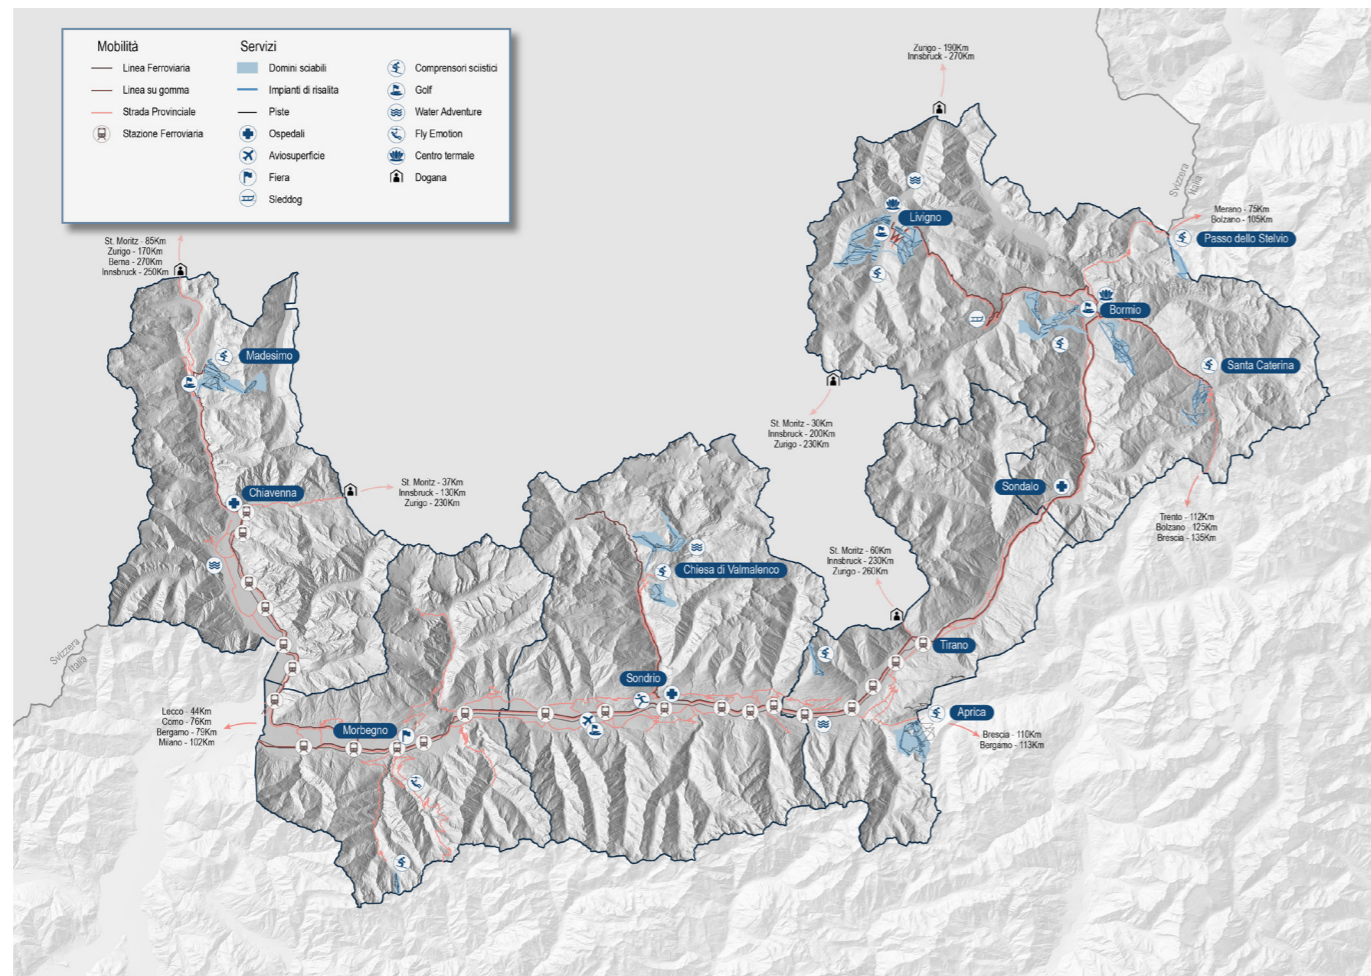 Mobilità
Linea Ferroviaria
Linea su gomma
Strada Provinciale
Stazione Ferroviaria
Servizi
Domini sciabili
Impianti di risalita
Piste
Ospedali
Aviosuperficie
Fiera
Sleddog
Comprensori sciistici
Golf
Water Adventure
Fly Emotion
Centro termale
Dogana
Zurigo - 190Km
Innsbruck - 270Km
Svizzera
Italia
Merano - 75Km
Bolzano - 105Km
Passo dello Stelvio
Livigno
St. Moritz - 85Km
Zurigo - 170Km
Berna - 270Km
Innsbruck - 250Km
Bormio
Madesimo
Santa Caterina
St. Moritz - 30Km
Innsbruck - 200Km
Zurigo - 230Km
Chiavenna
St. Moritz - 37Km
Innsbruck - 130Km
Zurigo - 230Km
Sondalo
Trento - 112Km
Bolzano - 125Km
Brescia - 135Km
St. Moritz - 60Km
Innsbruck - 230Km
Zurigo - 260Km
Chiesa di Valmalenco
Svizzera
Italia
Tirano
Sondrio
Lecco - 44Km
Como - 76Km
Bergamo - 79Km
Milano - 102Km
Morbegno
Aprica
Brescia - 110Km
Bergamo - 113Km